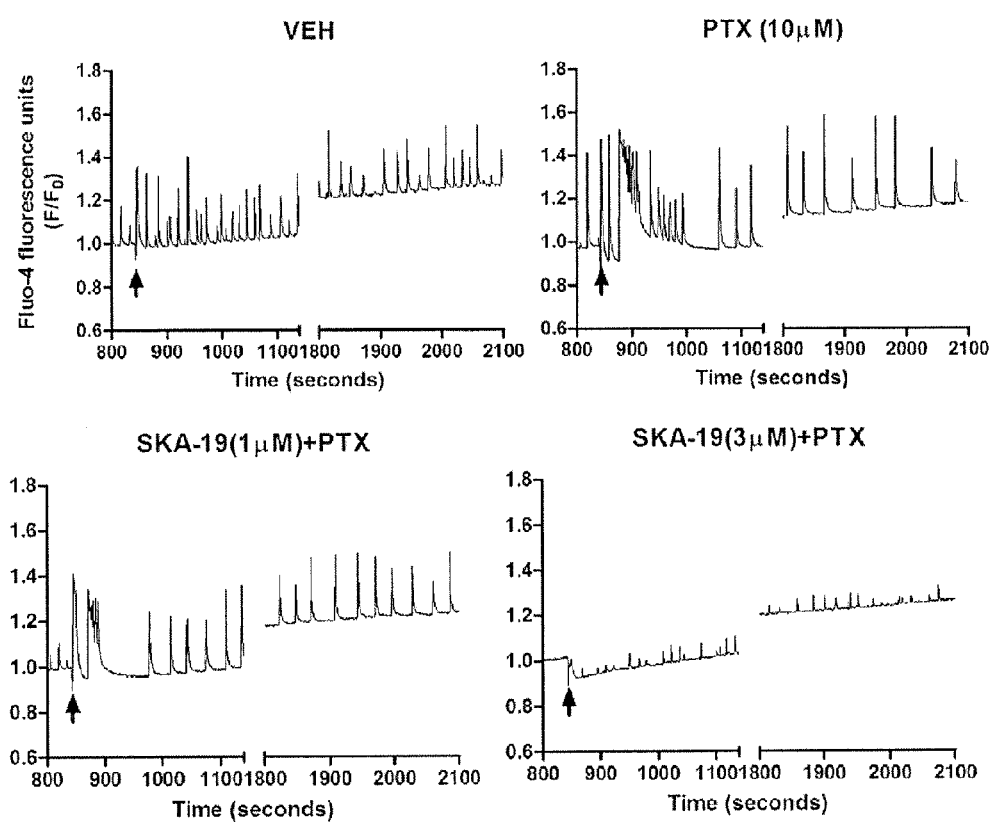 VEH
Fluo-4 fluorescence units
(F/F0)
1.8
1.6
1.4
1.2
1.0
0.8
0.6
800 900 1000 11001800 1900 2000 2100
Time (seconds)
PTX (10μM)
1.8
1.6
1.4
1.2
1.0
0.8
0.6
800 900 1000 11001800 1900 2000 2100
Time (seconds)
SKA-19(1μM)+PTX
1.8
1.6
1.4
1.2
1.0
0.8
0.6
800 900 1000 11001800 1900 2000 2100
Time (seconds)
SKA-19(3μM)+PTX
1.8
1.6
1.4
1.2
1.0
0.8
0.6
800 900 1000 11001800 1900 2000 2100
Time (seconds)